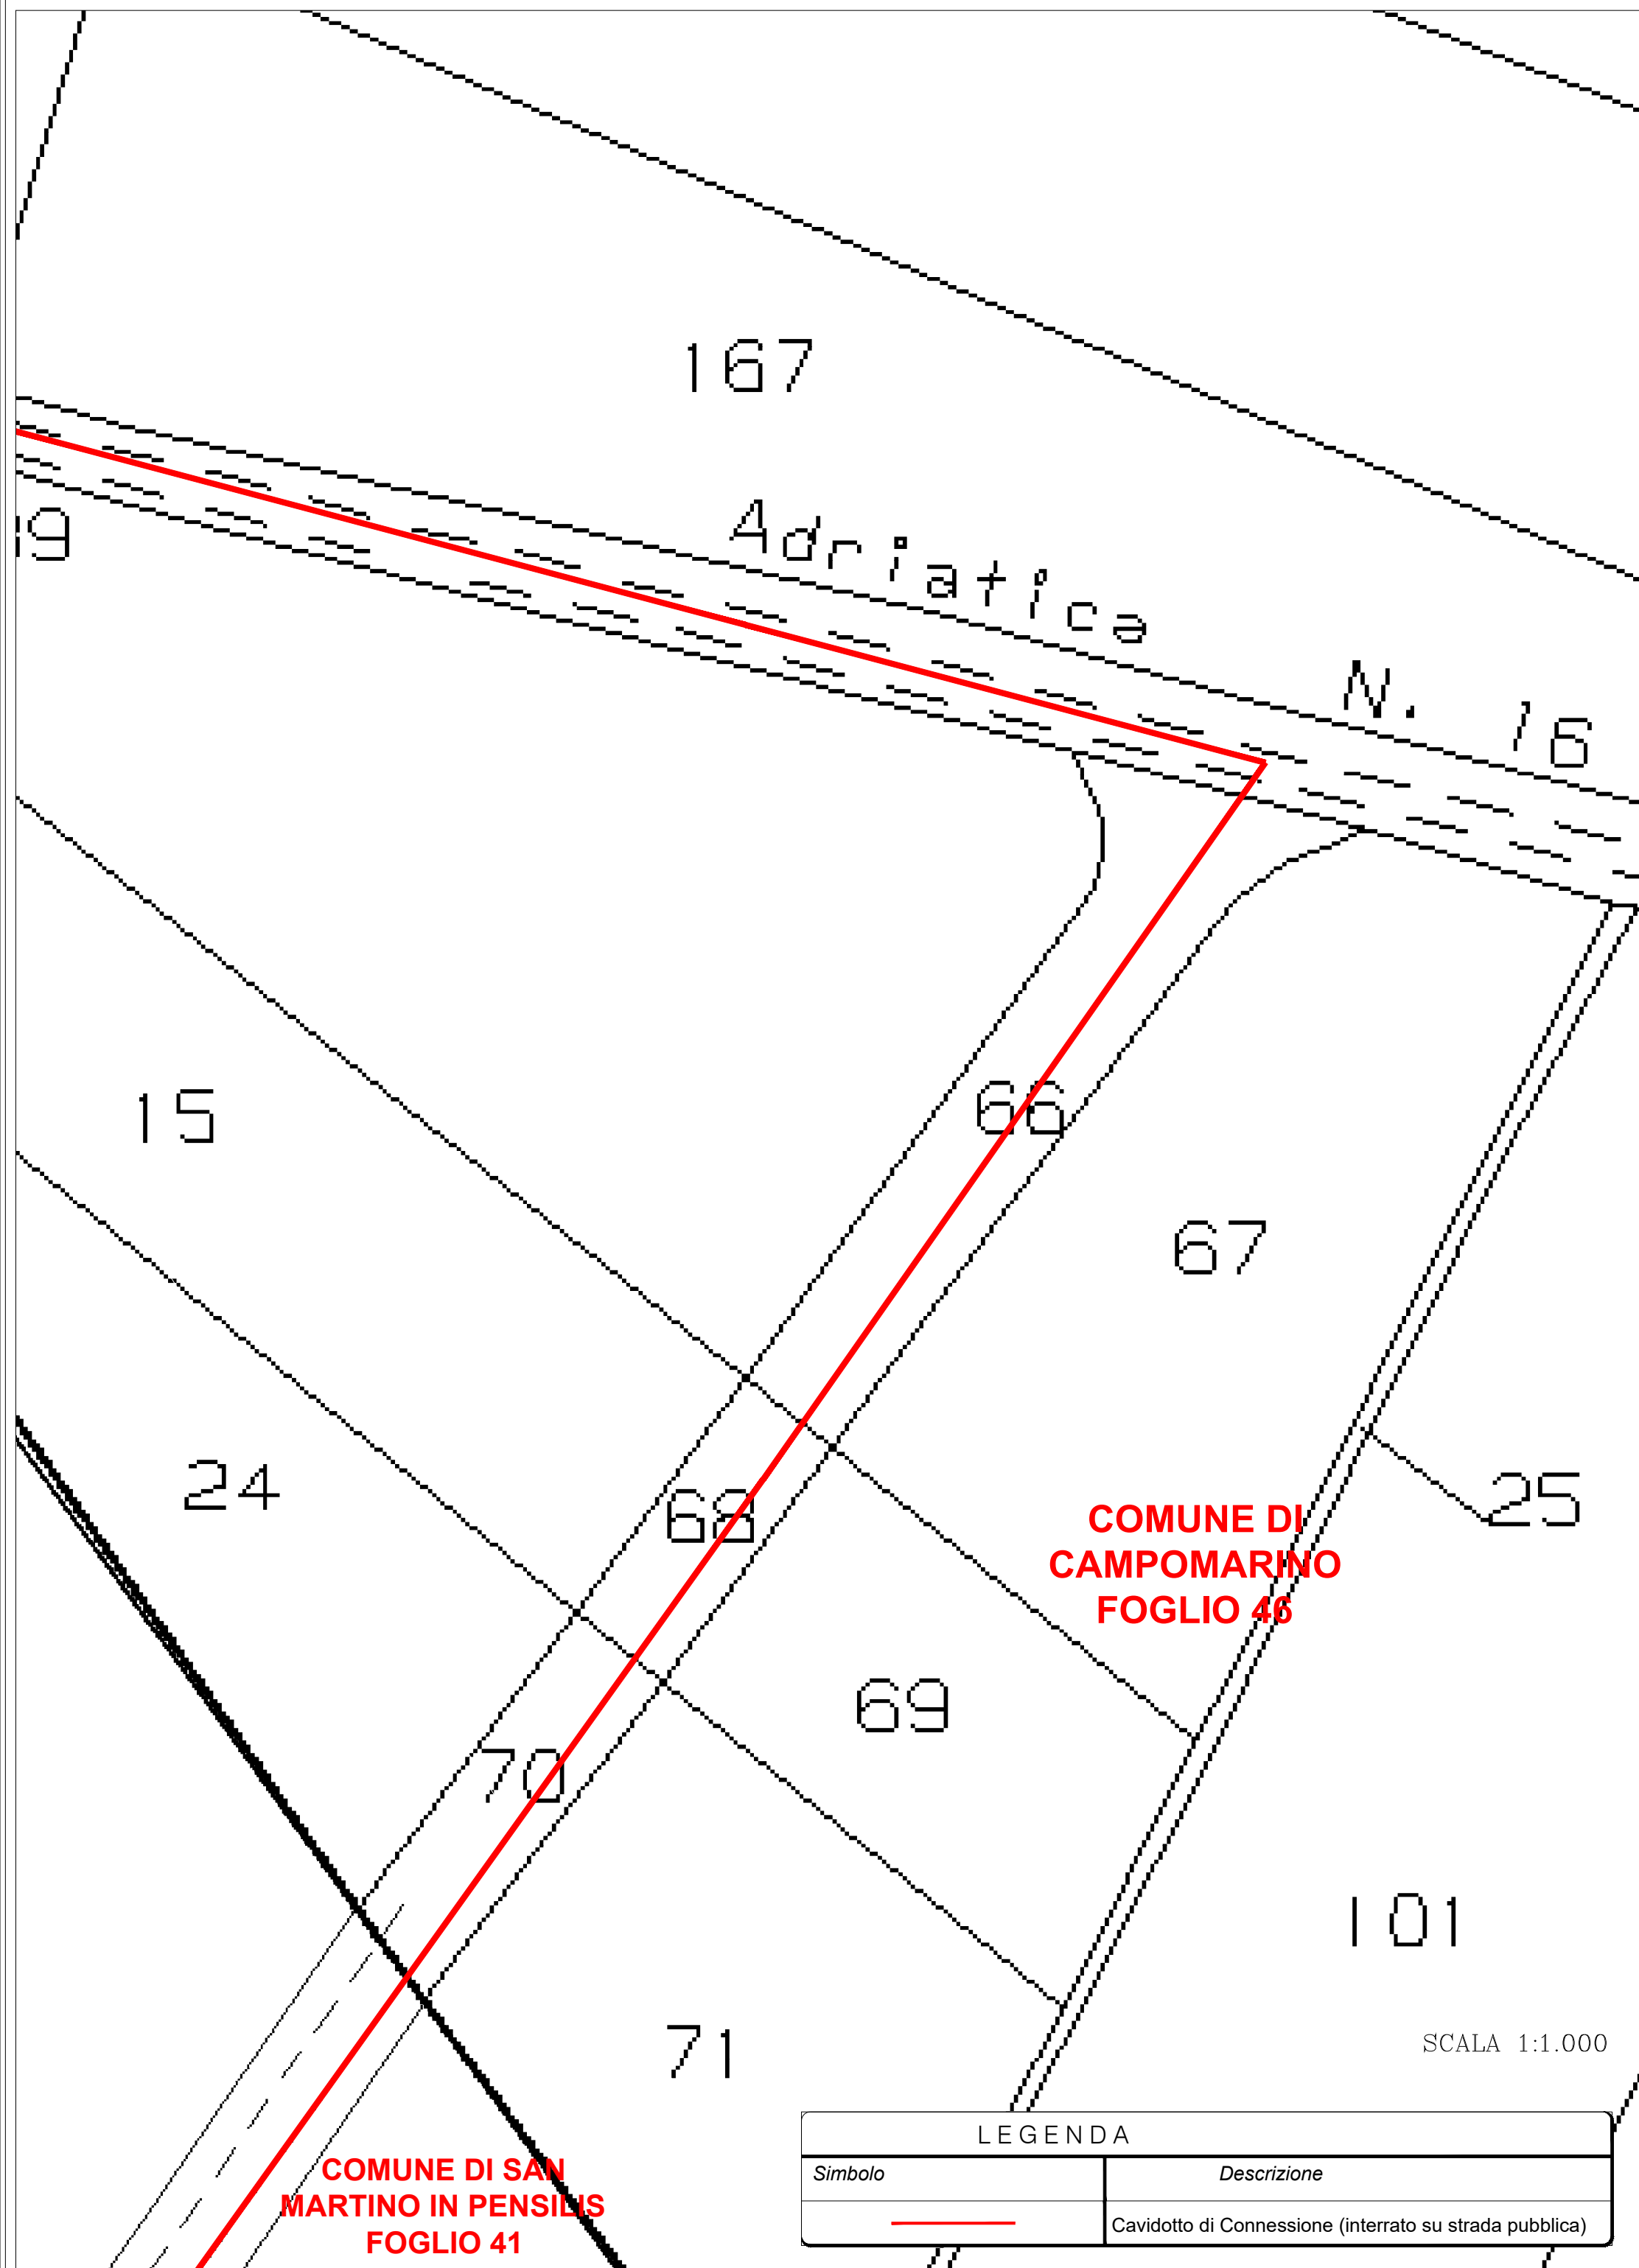 167
Adriatica N. 16
15
66
67
24
68
25
COMUNE DI
CAMPOMARINO
FOGLIO 46
69
70
101
71
SCALA 1:1.000
COMUNE DI SAN
MARTINO IN PENSILIS
FOGLIO 41
LEGENDA
Simbolo Descrizione
Cavidotto di Connessione (interrato su strada pubblica)